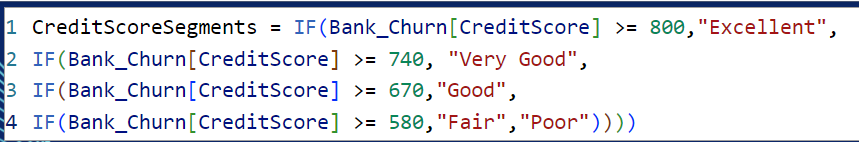 1 CreditScoreSegments = IF(Bank_Churn[CreditScore] >= 800,"Excellent",
2 IF(Bank_Churn[CreditScore] >= 740, "Very Good",
3 IF(Bank_Churn[CreditScore] >= 670,"Good",
4 IF(Bank_Churn[CreditScore] >= 580,"Fair","Poor"))))